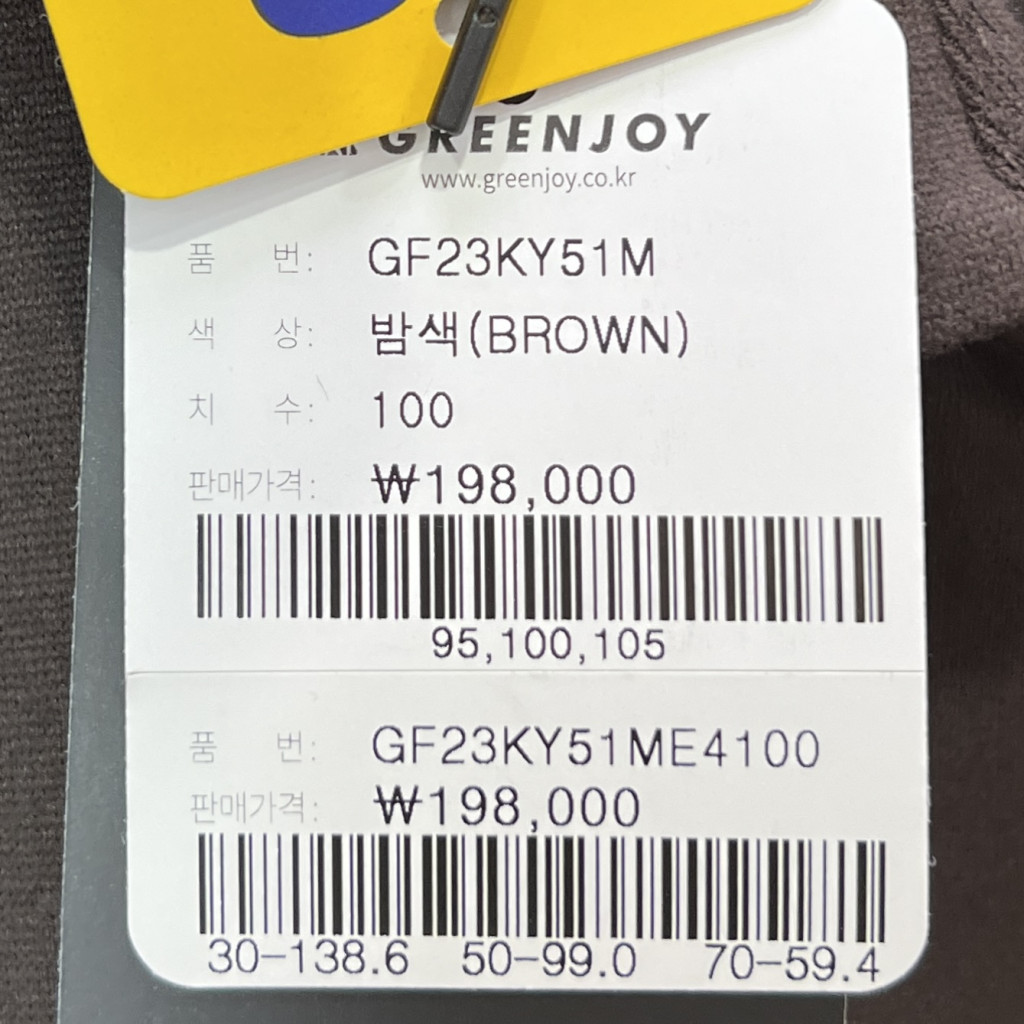 GREENJOY
www.greenjoy.co.kr
품 번: GF23KY51M
색 상: 밤색(BROWN)
치 수: 100
판매가격: ₩198,000
95,100,105
품 번: GF23KY51ME4100
판매가격: ₩198,000
30-138.6 50-99.0 70-59.4